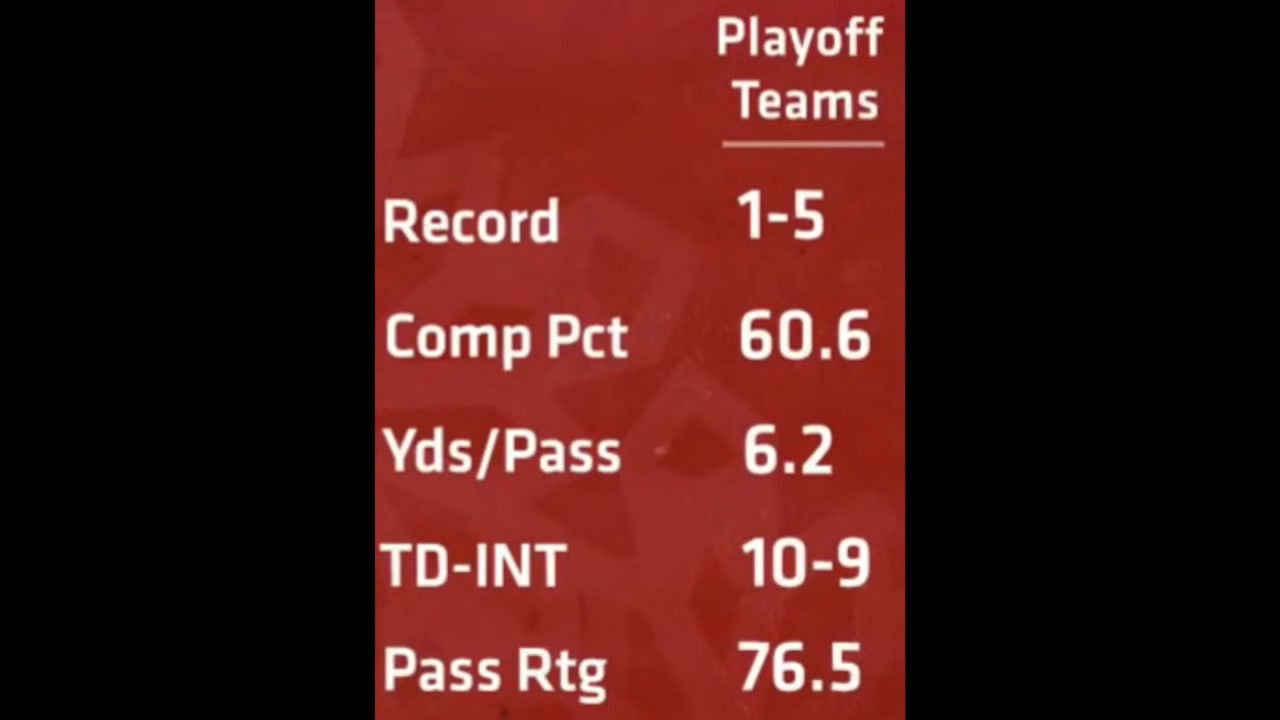 Playoff
Teams
Record 1-5
Comp Pct 60.6
Yds/Pass 6.2
TD-INT 10-9
Pass Rtg 76.5